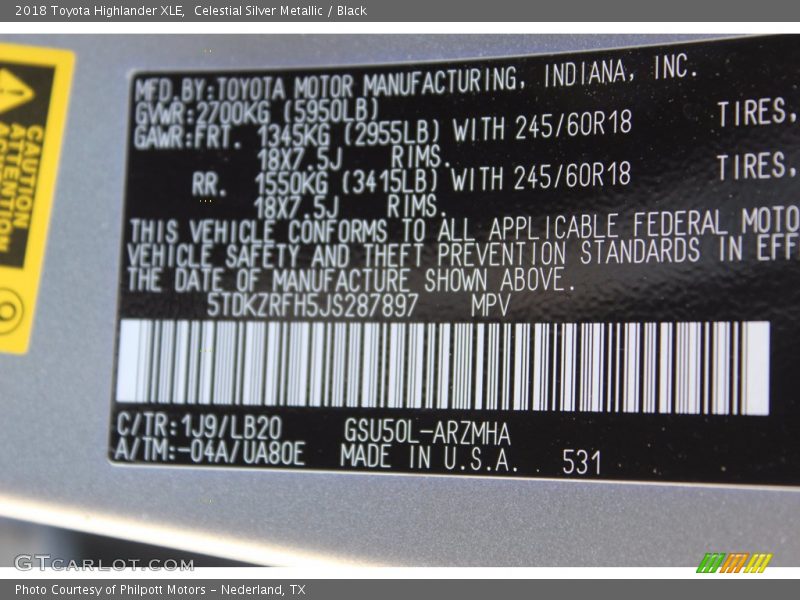 2018 Toyota Highlander XLE, Celestial Silver Metallic / Black
MFD.BY:TOYOTA MOTOR MANUFACTURING, INDIANA, INC.
GVWR:2700KG (5950LB)
GAWR:FRT. 1345KG (2955LB) WITH 245/60R18 TIRES,
18X7.5J RIMS.
RR. 1550KG (3415LB) WITH 245/60R18 TIRES,
18X7.5J RIMS.
THIS VEHICLE CONFORMS TO ALL APPLICABLE FEDERAL MOTO
VEHICLE SAFETY AND THEFT PREVENTION STANDARDS IN EFF
THE DATE OF MANUFACTURE SHOWN ABOVE.
5TDKZRFH5JS287897 MPV
C/TR:1J9/LB20 GSU50L-ARZMHA
A/TM:-04A/UA80E MADE IN U.S.A. 531
CAUTION
ATTENTION
GTCARLOT.COM
Photo Courtesy of Philpott Motors - Nederland, TX